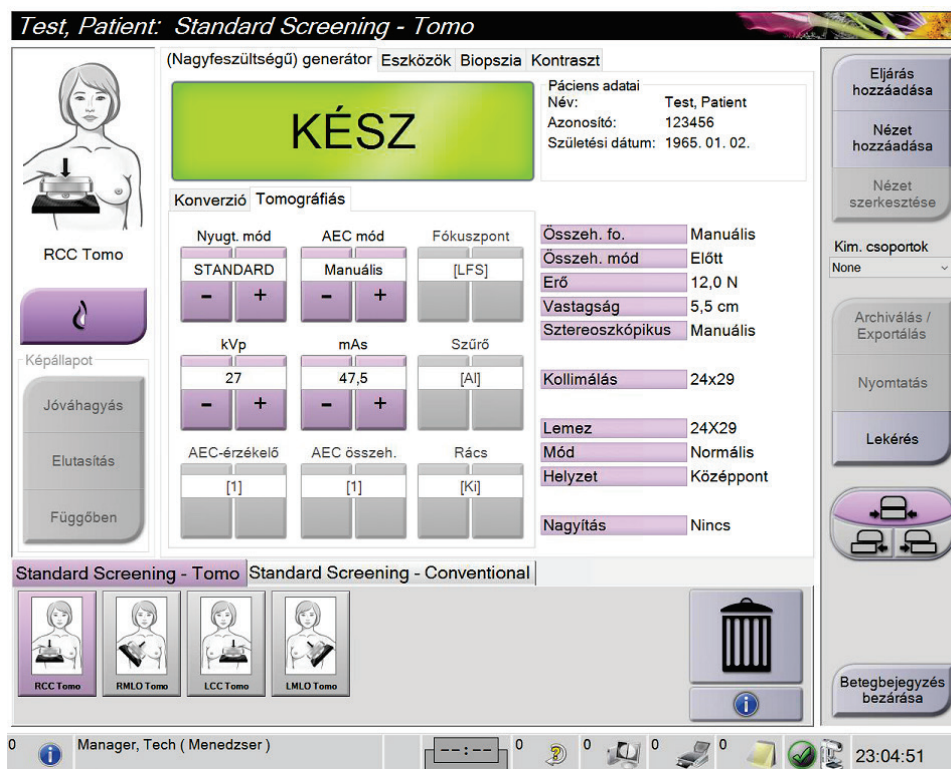 Test, Patient: Standard Screening - Tomo
(Nagyfeszültségű) generátor Eszközök Biopszia Kontraszt
KÉSZ
Páciens adatai
Név: Test, Patient
Azonosító: 123456
Születési dátum: 1965. 01. 02.
RCC Tomo
Képállapot
Jóváhagyás
Elutasítás
Függőben
Konverzió Tomográfiás
Nyugt. mód AEC mód Fókuszpont
STANDARD Manuális [LFS]
- + - +
kVp mAs Szűrő
27 47,5 [Al]
- + - +
AEC-érzékelő AEC összeh. Rács
[1] [1] [Ki]
Összeh. fo. Manuális
Összeh. mód Előtt
Erő 12,0 N
Vastagság 5,5 cm
Sztereoszkópikus Manuális
Kollimálás 24x29
Lemez 24X29
Mód Normális
Helyzet Középpont
Nagyítás Nincs
Eljárás
hozzáadása
Nézet
hozzáadása
Nézet
szerkesztése
Kim. csoportok
None
Archiválás /
Exportálás
Nyomtatás
Lekérés
Betegbejegyzés
bezárása
Standard Screening - Tomo Standard Screening - Conventional
RCC Tomo RMLO Tomo LCC Tomo LMLO Tomo
0 Manager, Tech ( Menedzser ) --:-- 0 0 0 0 23:04:51